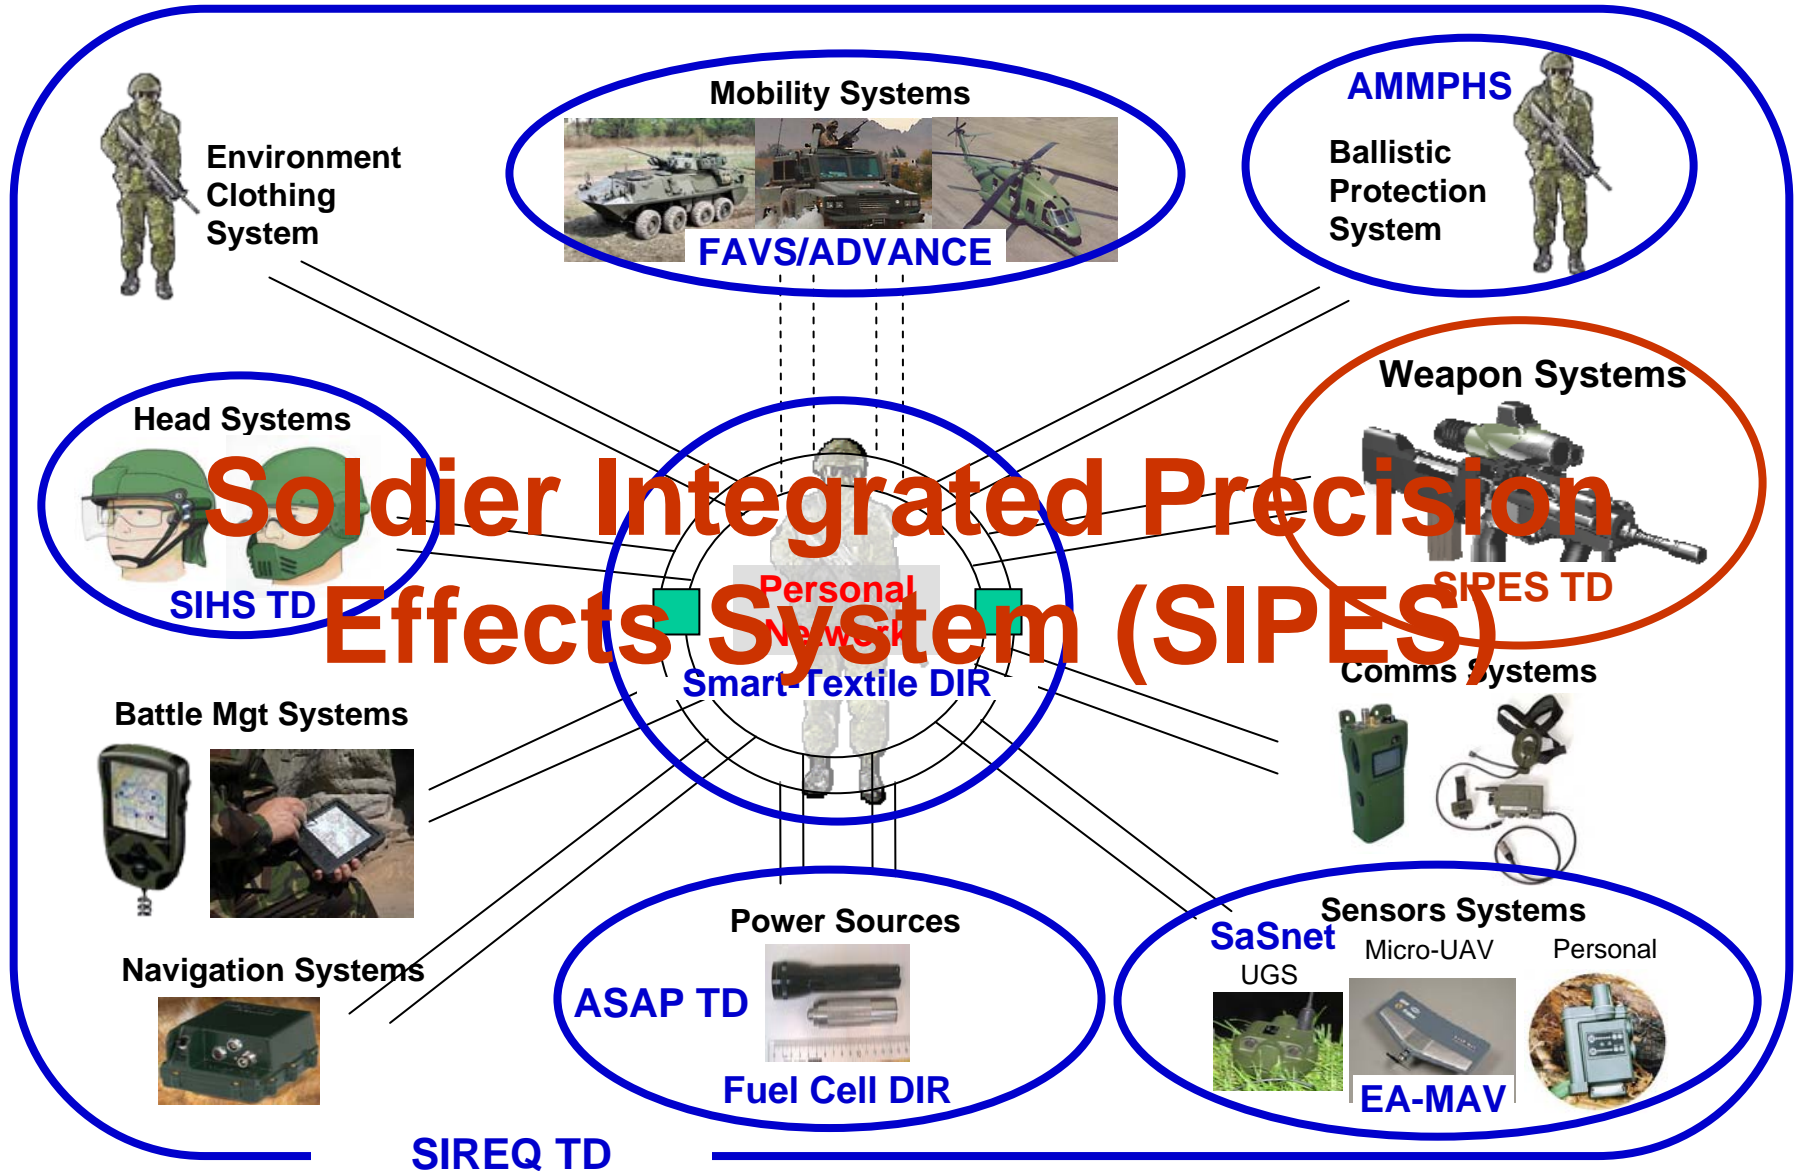 Mobility Systems
FAVS/ADVANCE
AMMPHS
Ballistic
Protection
System
Environment
Clothing
System
Weapon Systems
SIPES TD
Head Systems
SIHS TD
Soldier Integrated Precision
Effects System (SIPES)
Personal
Network
Smart-Textile DIR
Comms Systems
Battle Mgt Systems
Navigation Systems
Power Sources
ASAP TD
Fuel Cell DIR
Sensors Systems
SaSnet
UGS
Micro-UAV
Personal
EA-MAV
SIREQ TD